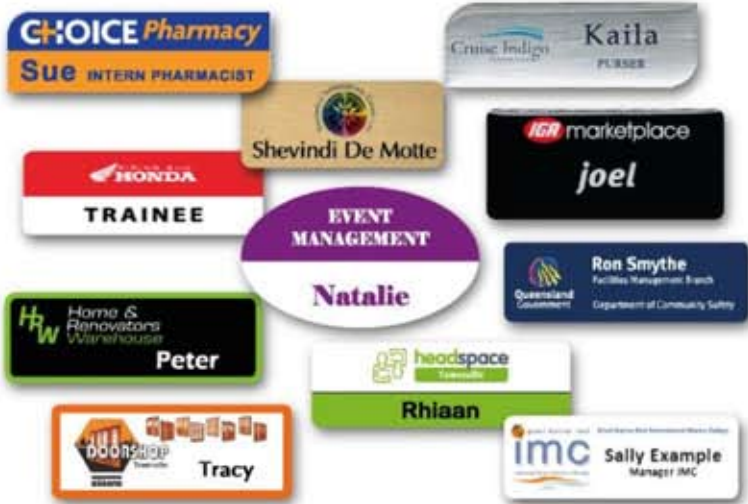 CHOICE Pharmacy
Sue INTERN PHARMACIST
Cruise Indigo
Kaila
PURSER
Shevindi De Motte
IGA marketplace
joel
HONDA
TRAINEE
EVENT
MANAGEMENT
Natalie
Ron Smythe
Facilities Management Branch
Queensland
Government
Department of Community Safety
HRW
Home &
Renovators
Warehouse
Peter
headspace
Townsville
Rhiaan
DOORSHOP
Townsville
Tracy
imc
Sally Example
Manager IMC